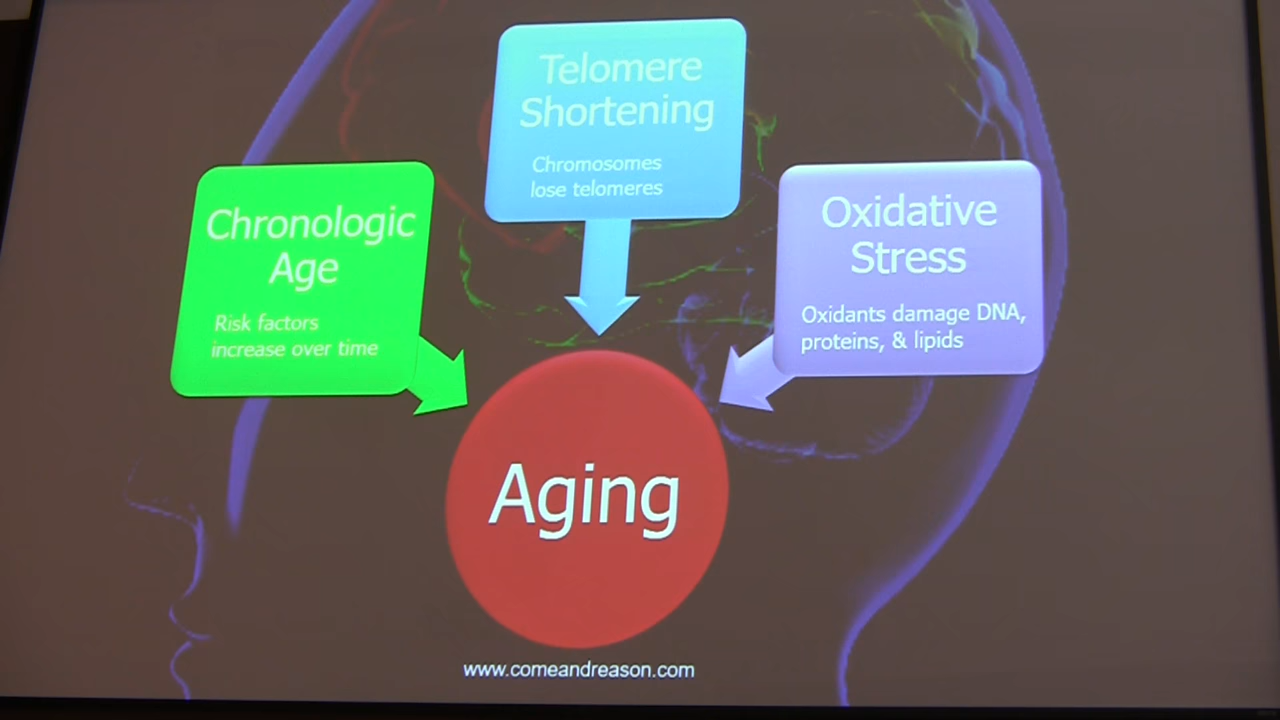 Telomere
Shortening
Chromosomes
lose telomeres
Chronologic
Age
Risk factors
increase over time
Oxidative
Stress
Oxidants damage DNA,
proteins, & lipids
Aging
www.comeandreason.com